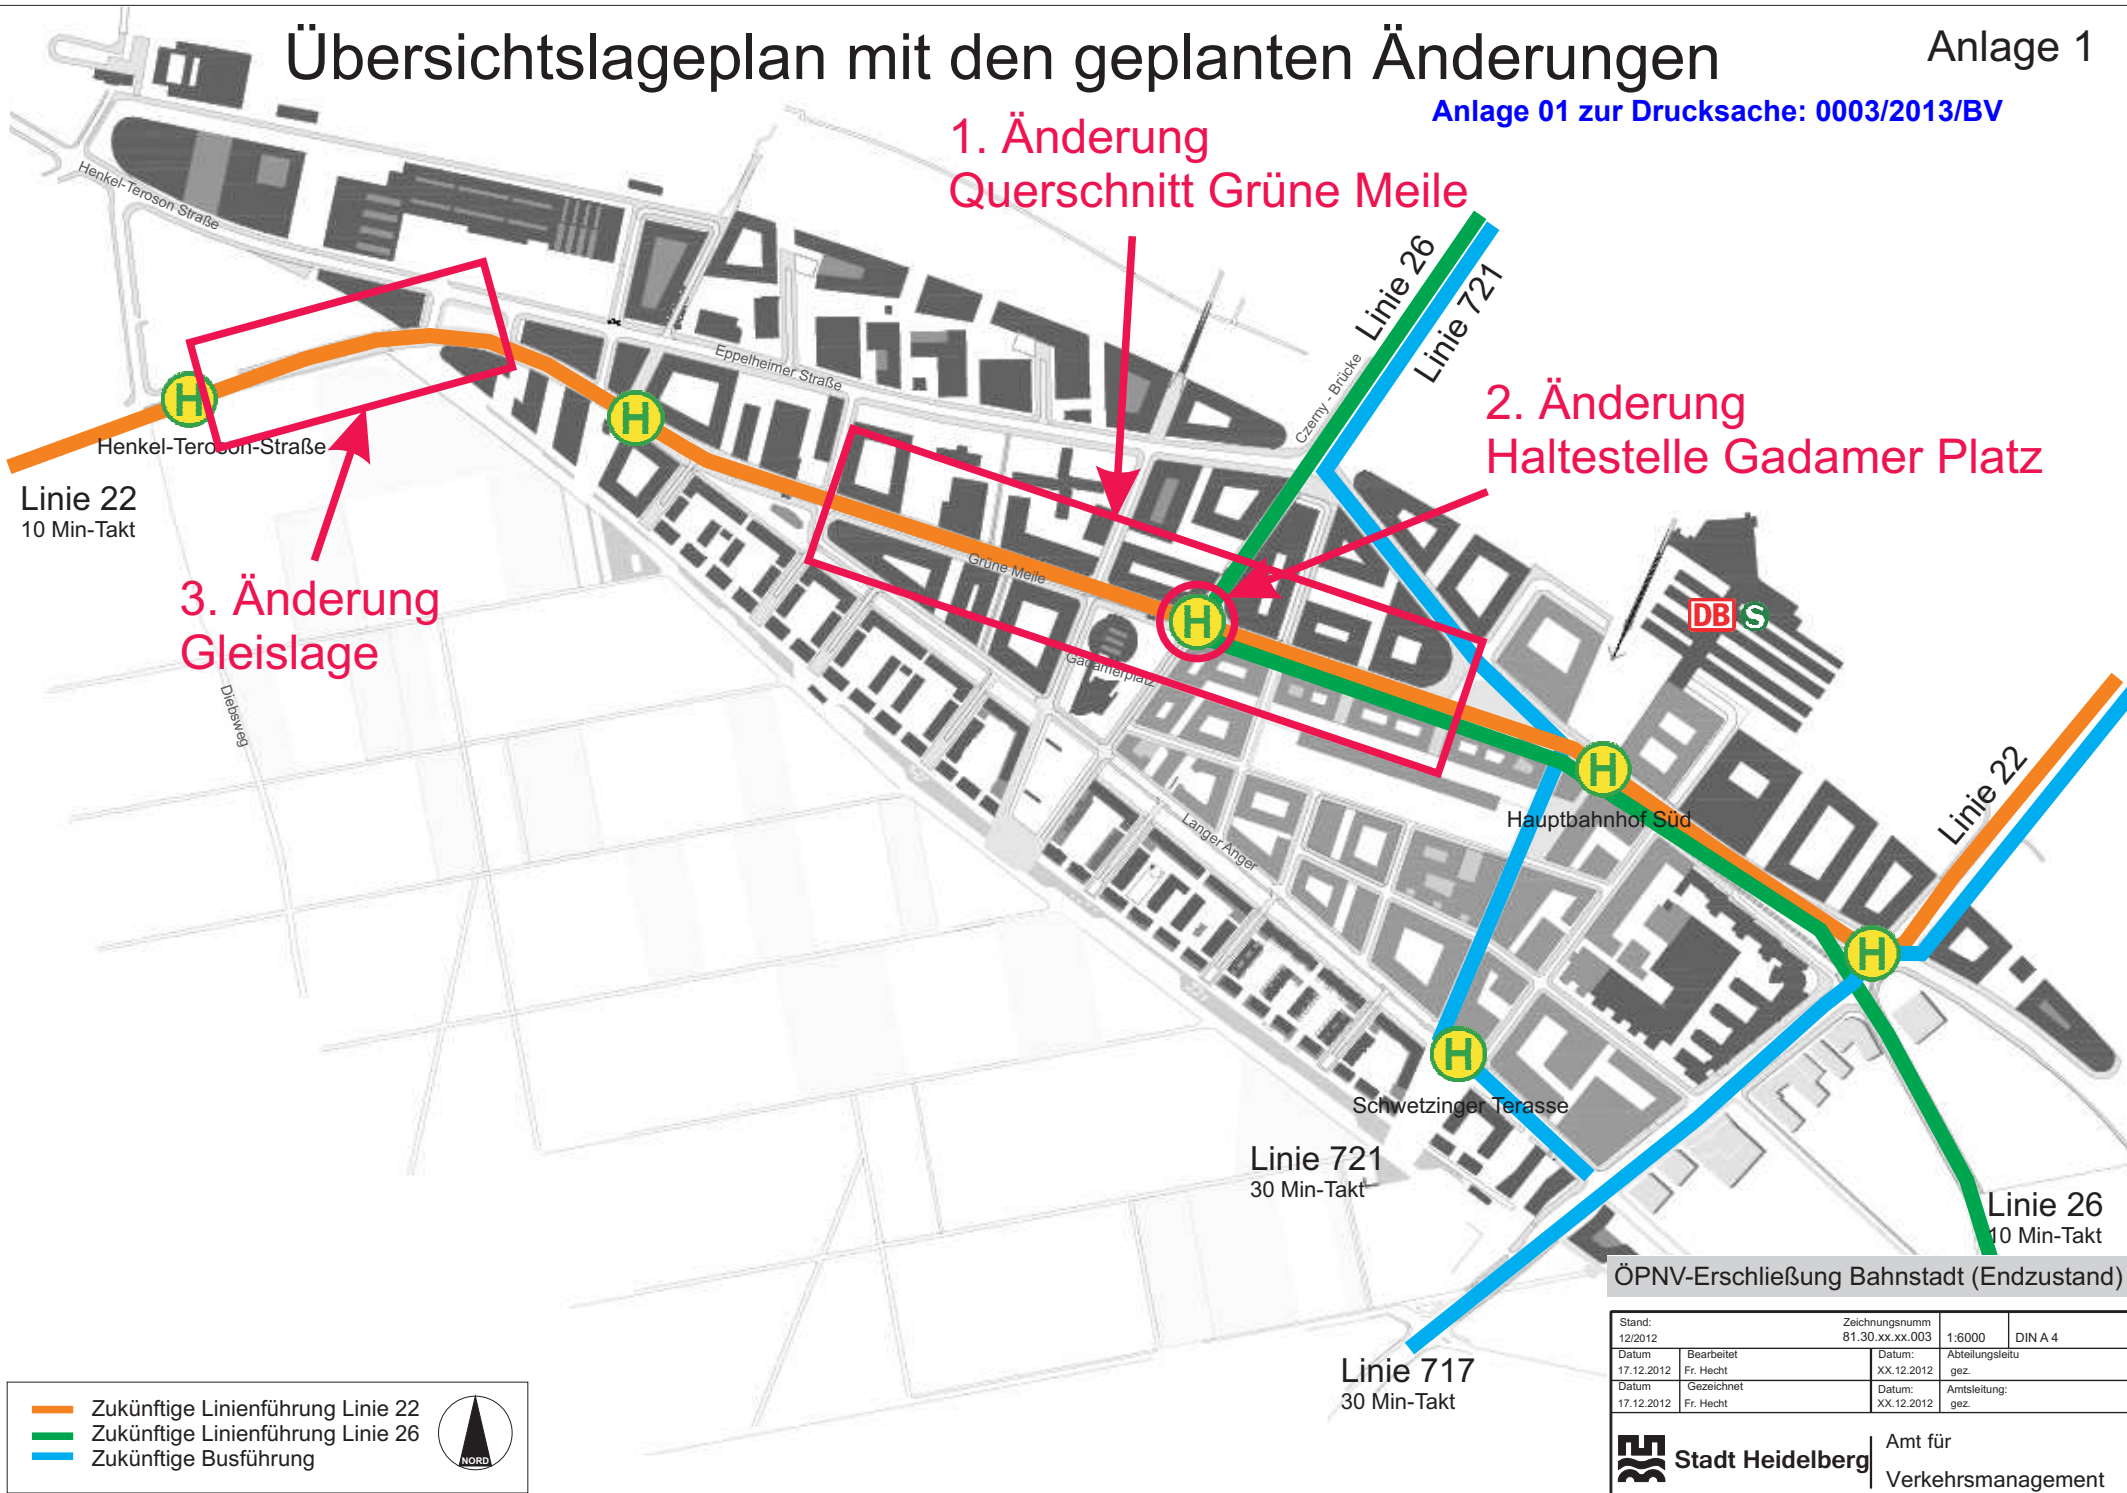 Übersichtslageplan mit den geplanten Änderungen
Anlage 1
Anlage 01 zur Drucksache: 0003/2013/BV
1. Änderung
Querschnitt Grüne Meile
Linie 26
Linie 721
Henkel-Teroson Straße
Eppelheimer Straße
Czerny - Brücke
2. Änderung
Haltestelle Gadamer Platz
H
H
Henkel-Teroson-Straße
Linie 22
10 Min-Takt
3. Änderung
Gleislage
Grüne Meile
H
Gadamerplatz
DB S
Diebsweg
H
Hauptbahnhof Süd
Linie 22
Langer Anger
H
H
Schwetzinger Terasse
Linie 721
30 Min-Takt
Linie 26
10 Min-Takt
Linie 717
30 Min-Takt
ÖPNV-Erschließung Bahnstadt (Endzustand)
Stand: Zeichnungsnumm
12/2012 81.30.xx.xx.003 1:6000 DIN A 4
Datum Bearbeitet Datum: Abteilungsleitu
17.12.2012 Fr. Hecht XX.12.2012 gez.
Datum Gezeichnet Datum: Amtsleitung:
17.12.2012 Fr. Hecht XX.12.2012 gez.
Stadt Heidelberg
Amt für
Verkehrsmanagement
Zukünftige Linienführung Linie 22
Zukünftige Linienführung Linie 26
Zukünftige Busführung
NORD